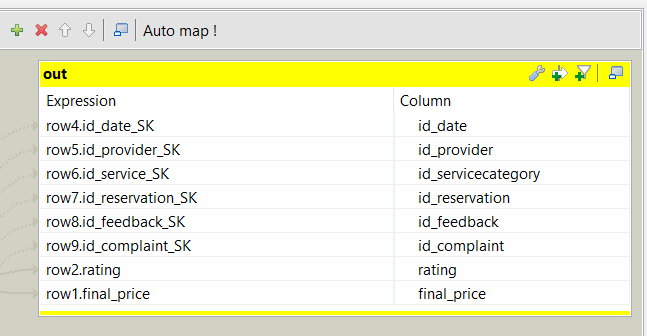 Auto map !
out
Expression Column
row4.id_date_SK id_date
row5.id_provider_SK id_provider
row6.id_service_SK id_servicecategory
row7.id_reservation_SK id_reservation
row8.id_feedback_SK id_feedback
row9.id_complaint_SK id_complaint
row2.rating rating
row1.final_price final_price